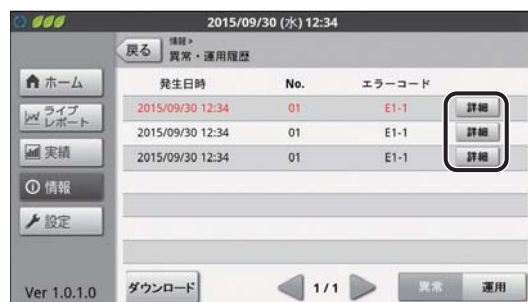 2015/09/30 (水) 12:34
戻る
情報>
異常・運用履歴
ホーム
ライブ
レポート
実績
情報
設定
Ver 1.0.1.0
発生日時 No. エラーコード
2015/09/30 12:34 01 E1-1 詳細
2015/09/30 12:34 01 E1-1 詳細
2015/09/30 12:34 01 E1-1 詳細
ダウンロード 1/1 異常 運用